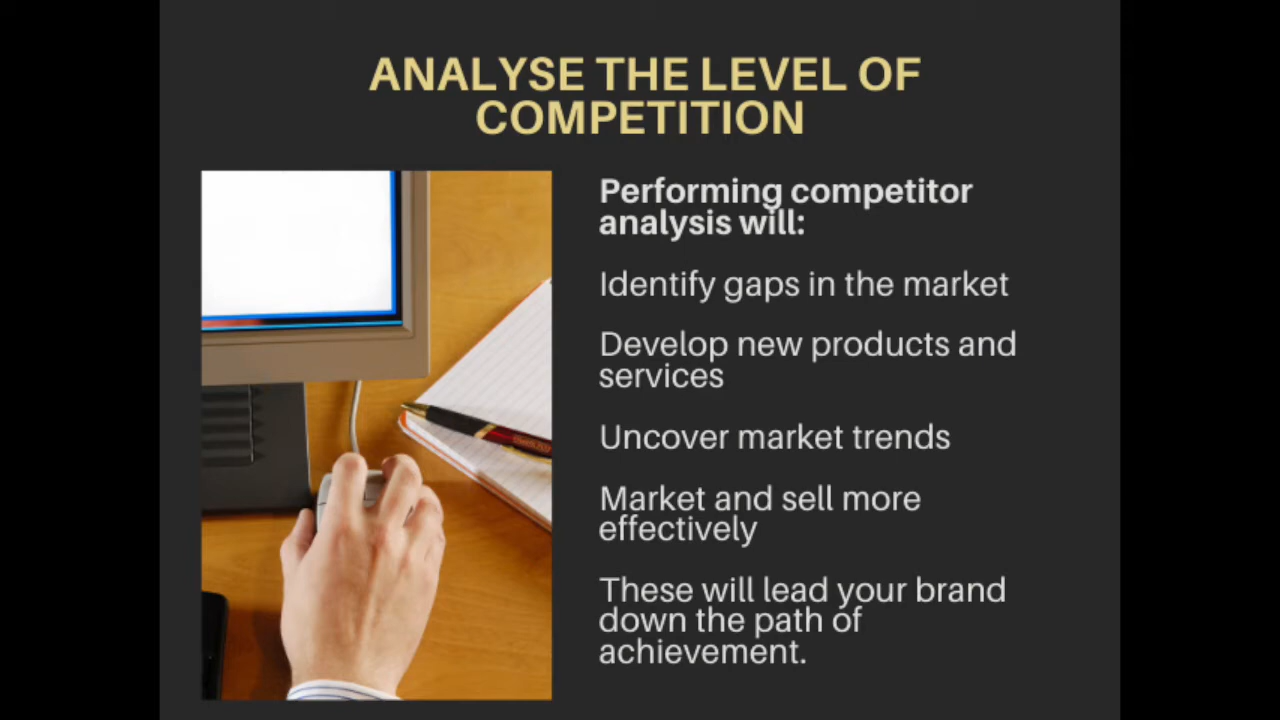 ANALYSE THE LEVEL OF
COMPETITION
Performing competitor
analysis will:
Identify gaps in the market
Develop new products and
services
Uncover market trends
Market and sell more
effectively
These will lead your brand
down the path of
achievement.